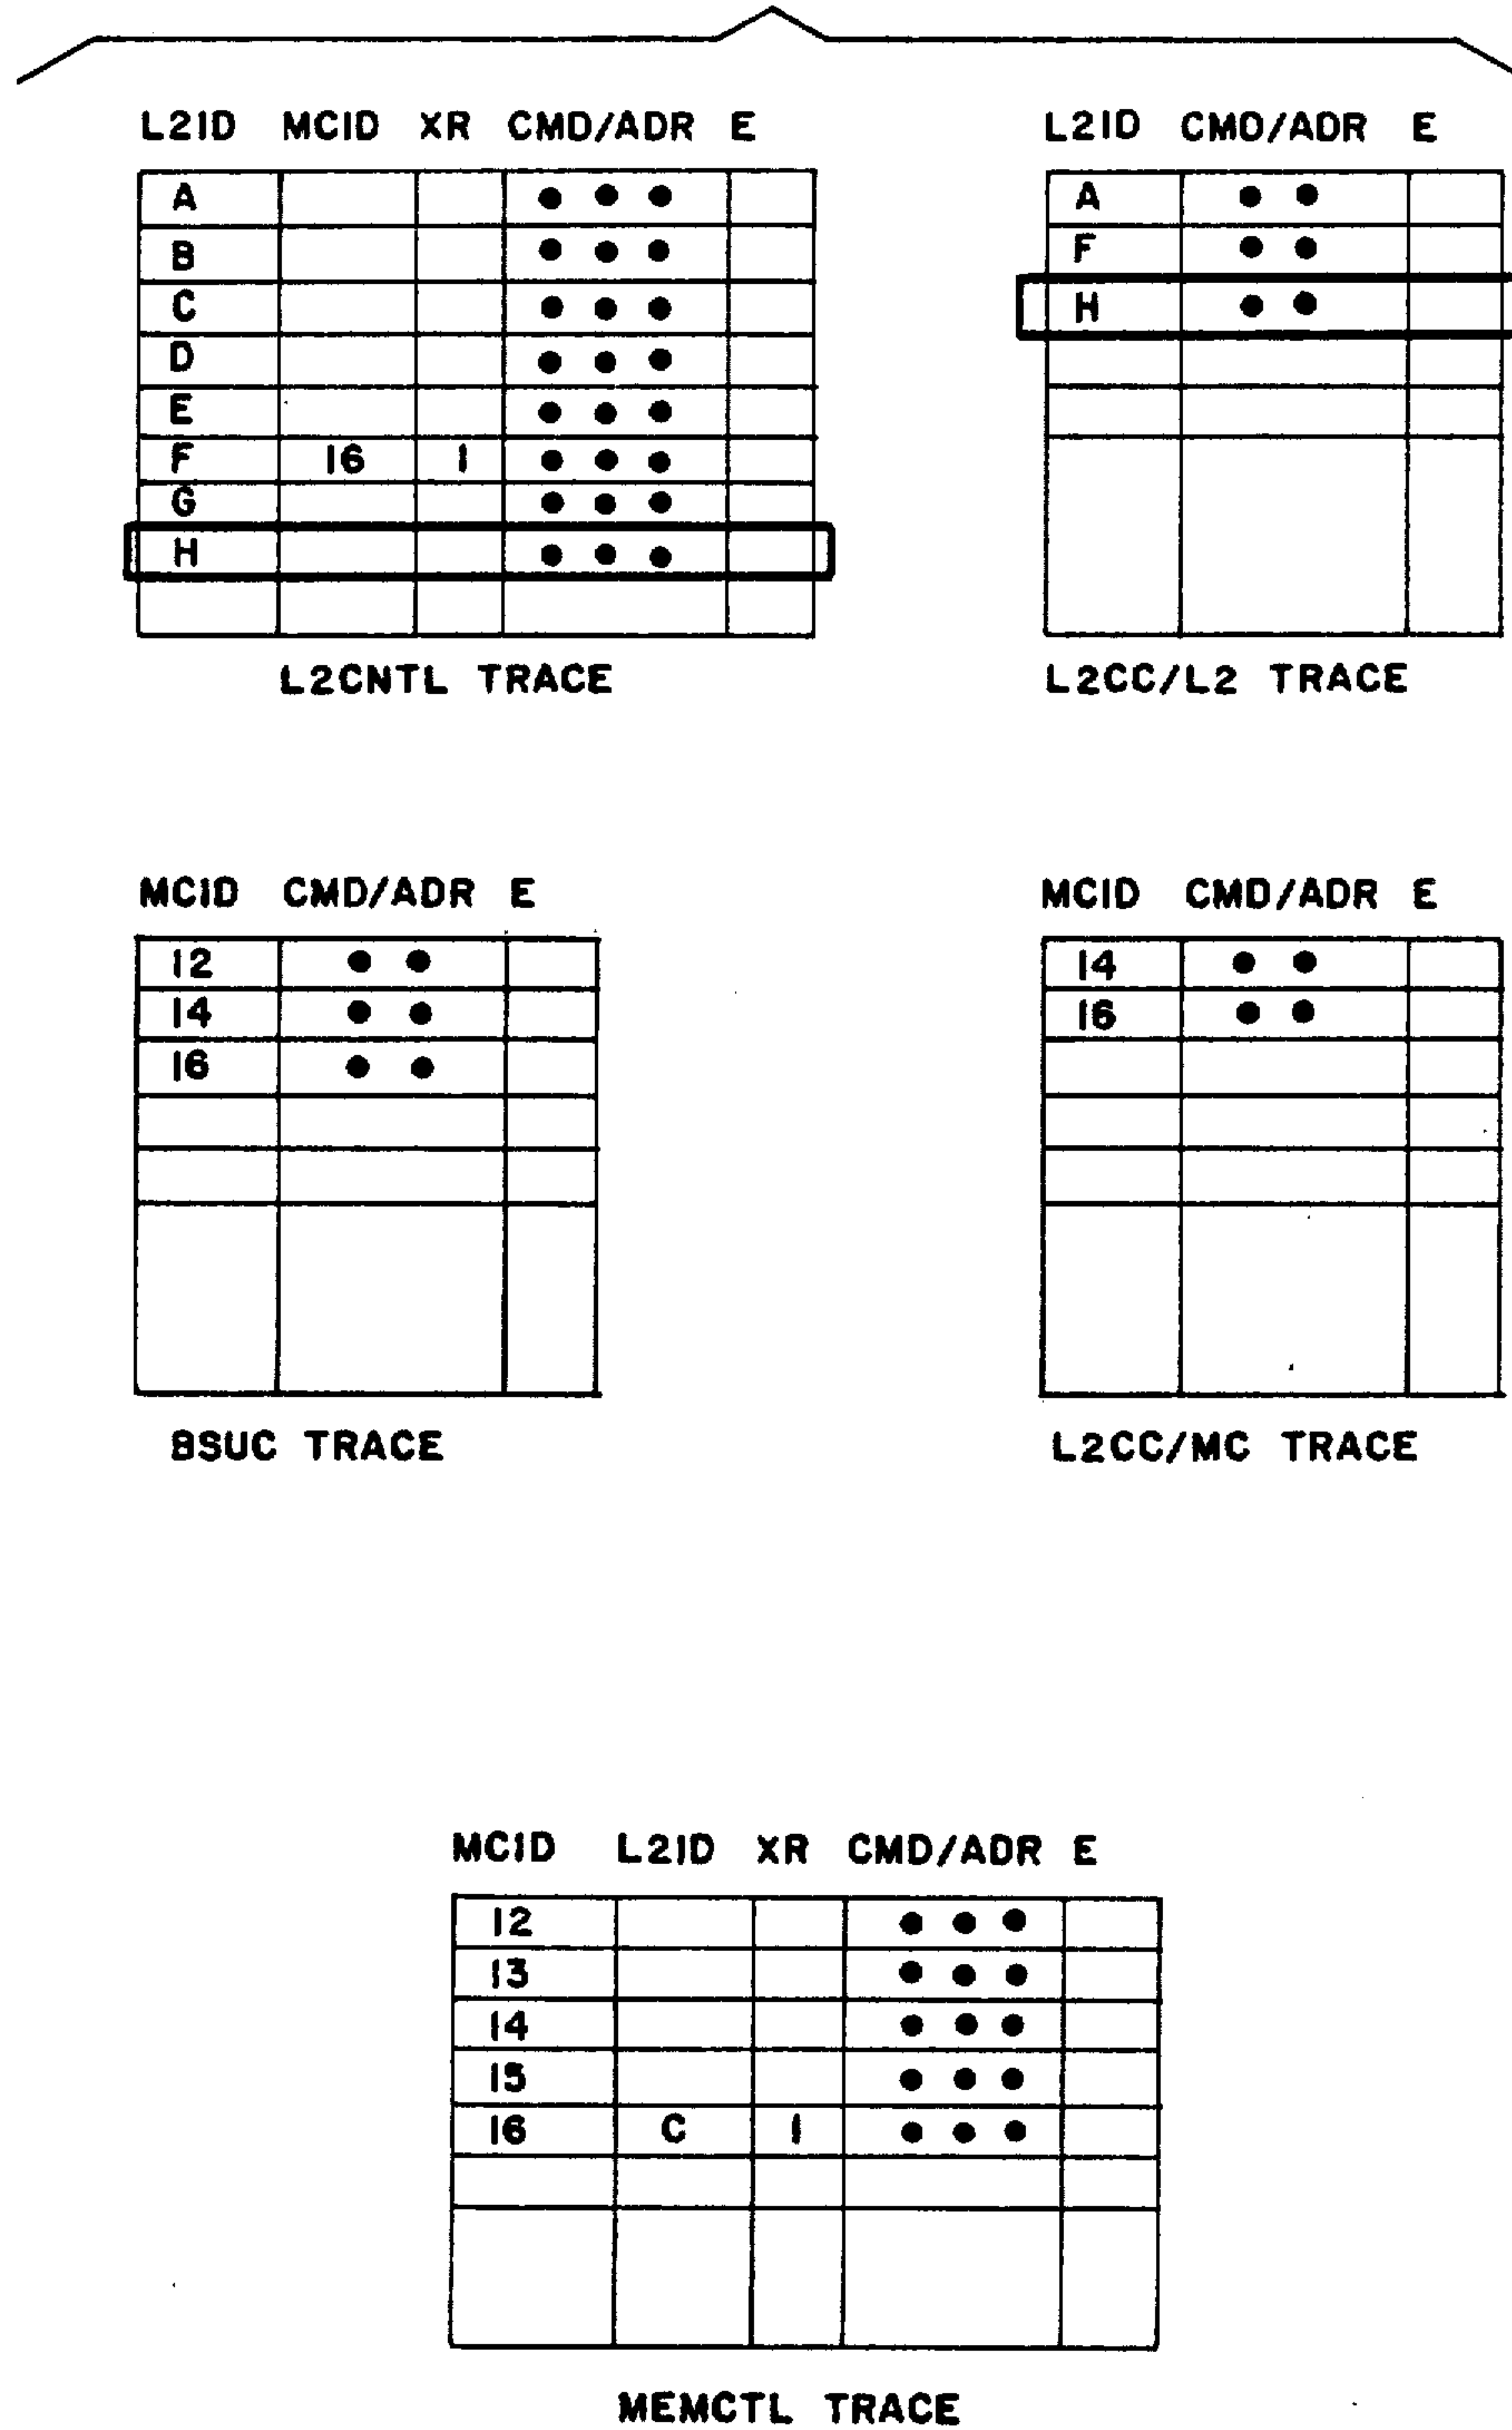 L2ID MCID XR CMD/ADR E
A
B
C
D
E
F 16 1
G
H
L2CNTL TRACE
L2ID CMD/ADR E
A
F
H
L2CC/L2 TRACE
MCID CMD/ADR E
12
14
16
BSUC TRACE
MCID CMD/ADR E
14
16
L2CC/MC TRACE
MCID L2ID XR CMD/ADR E
12
13
14
15
16 C 1
MEMCTL TRACE